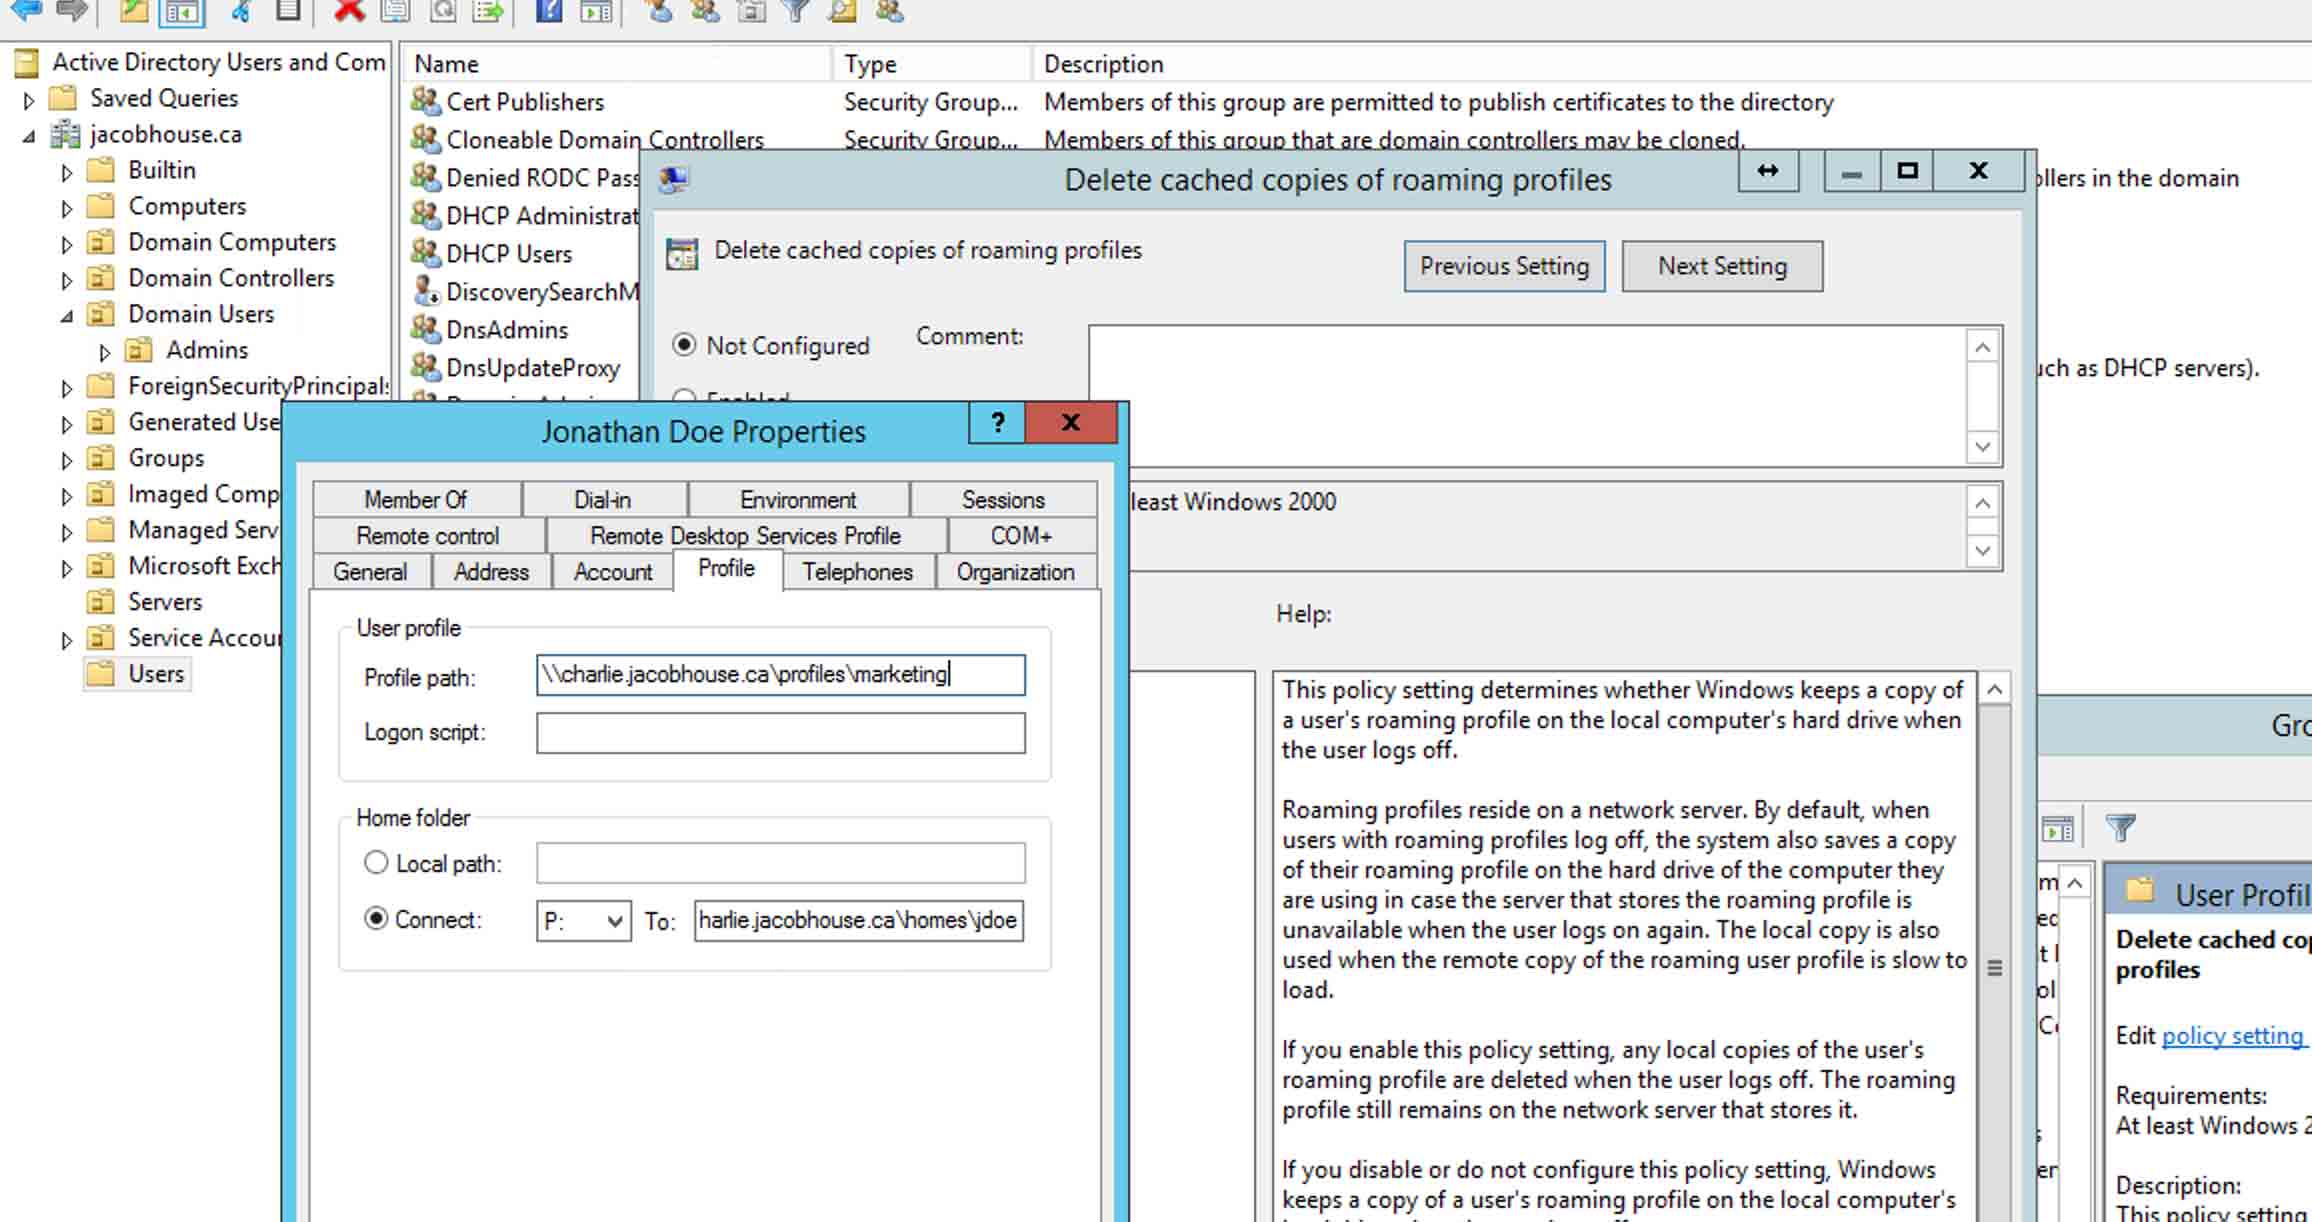 Active Directory Users and Com
Saved Queries
jacobhouse.ca
Builtin
Computers
Domain Computers
Domain Controllers
Domain Users
Admins
ForeignSecurityPrincipals
Generated Use
Groups
Imaged Comp
Managed Serv
Microsoft Exch
Servers
Service Accou
Users
Name Type Description
Cert Publishers Security Group... Members of this group are permitted to publish certificates to the directory
Cloneable Domain Controllers Security Group... Members of this group that are domain controllers may be cloned.
Denied RODC Pass
ollers in the domain
DHCP Administrat
DHCP Users
DiscoverySearchM
DnsAdmins
DnsUpdateProxy
uch as DHCP servers).
Delete cached copies of roaming profiles
Delete cached copies of roaming profiles
Previous Setting Next Setting
Not Configured
Comment:
Enabled
least Windows 2000
Help:
This policy setting determines whether Windows keeps a copy of
a user's roaming profile on the local computer's hard drive when
the user logs off.
Roaming profiles reside on a network server. By default, when
users with roaming profiles log off, the system also saves a copy
of their roaming profile on the hard drive of the computer they
are using in case the server that stores the roaming profile is
unavailable when the user logs on again. The local copy is also
used when the remote copy of the roaming user profile is slow to
load.
If you enable this policy setting, any local copies of the user's
roaming profile are deleted when the user logs off. The roaming
profile still remains on the network server that stores it.
If you disable or do not configure this policy setting, Windows
keeps a copy of a user's roaming profile on the local computer's
Jonathan Doe Properties
?
Member Of Dial-in Environment Sessions
Remote control Remote Desktop Services Profile COM+
General Address Account Profile Telephones Organization
User profile
Profile path: \\charlie.jacobhouse.ca\profiles\marketing
Logon script:
Home folder
Local path:
Connect: P: To: harlie.jacobhouse.ca\homes\jdoe
Gro
User Profil
Delete cached cop
profiles
Edit policy setting
Requirements:
At least Windows 2
Description:
This policy setting